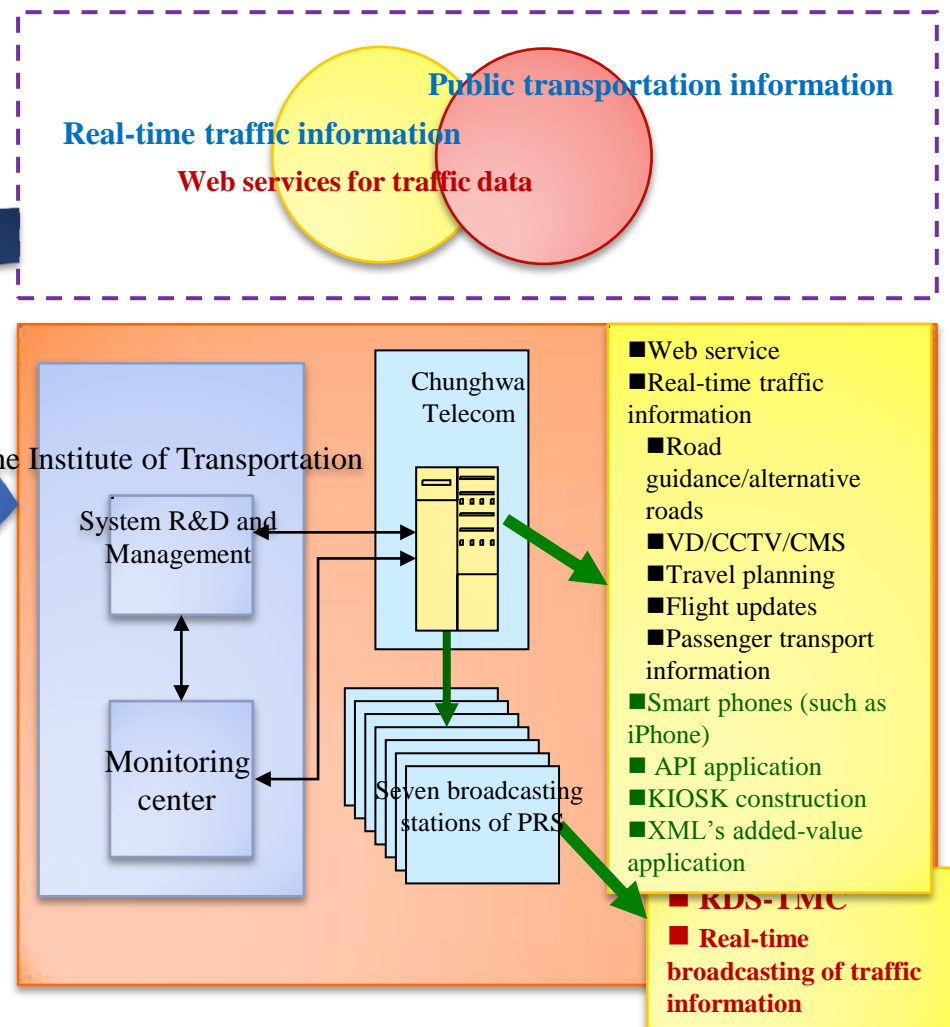 Public transportation information
Real-time traffic information
Web services for traffic data
Chunghwa
Telecom
Institute of Transportation
System R&D and
Management
Monitoring
center
Seven broadcasting
stations of PRS
■Web service
■Real-time traffic
information
■Road
guidance/alternative
roads
■VD/CCTV/CMS
■Travel planning
■Flight updates
■Passenger transport
information
■Smart phones (such as
iPhone)
■ API application
■KIOSK construction
■XML’s added-value
application
■ RDS-TMC
■ Real-time
broadcasting of traffic
information